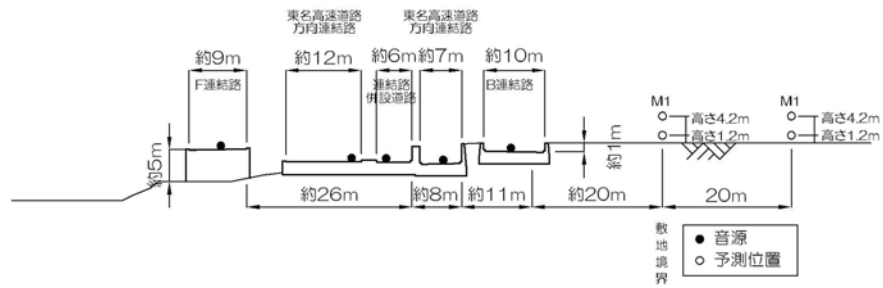 東名高速道路
方向連結路
東名高速道路
方向連結路
約9m
約12m
約6m
約7m
約10m
F連結路
連結路
併設道路
B連結路
M1
M1
高さ4.2m
高さ1.2m
高さ4.2m
高さ1.2m
約5m
約1m
約26m
約8m
約11m
約20m
20m
敷地境界
● 音源
○ 予測位置